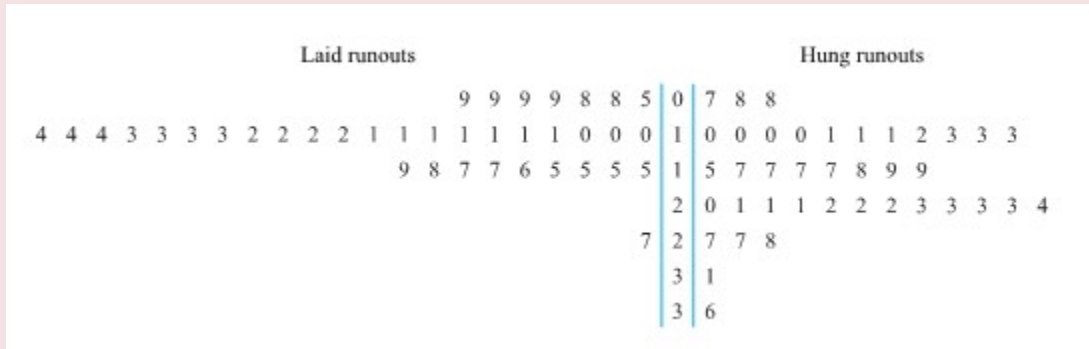 Laid runouts Hung runouts
9 9 9 9 8 8 5 0 7 8 8
4 4 4 3 3 3 3 2 2 2 2 1 1 1 1 1 1 1 0 0 0 1 0 0 0 0 1 1 1 2 3 3 3
9 8 7 7 6 5 5 5 5 1 5 7 7 7 7 8 9 9
2 0 1 1 1 2 2 2 3 3 3 3 4
7 2 7 7 8
3 1
3 6